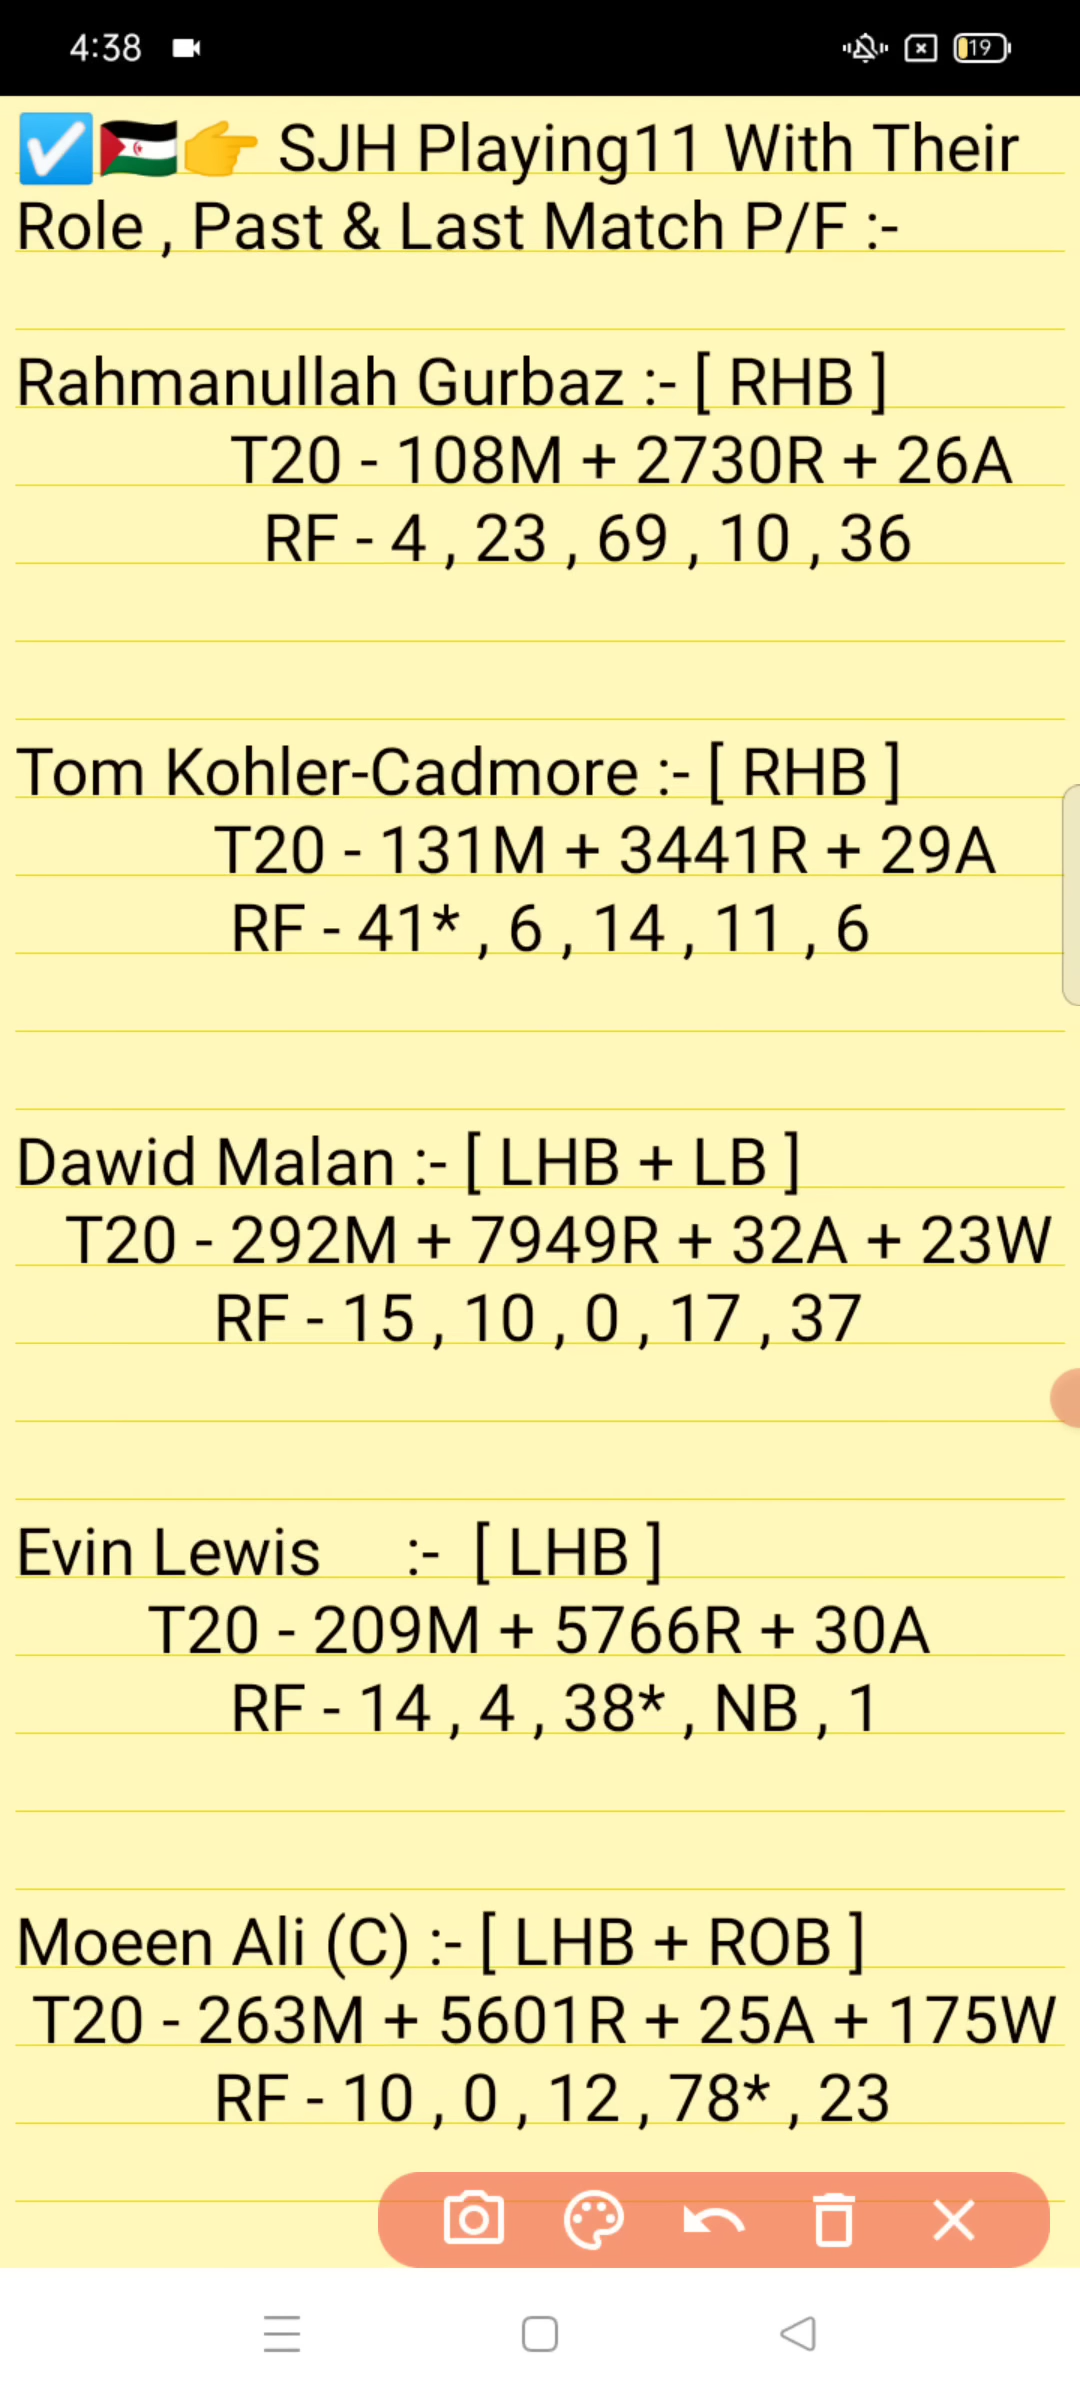 4:38
19
☑️🇪🇭👉 SJH Playing11 With Their
Role , Past & Last Match P/F :-
Rahmanullah Gurbaz :- [ RHB ]
T20 - 108M + 2730R + 26A
RF - 4 , 23 , 69 , 10 , 36
Tom Kohler-Cadmore :- [ RHB ]
T20 - 131M + 3441R + 29A
RF - 41* , 6 , 14 , 11 , 6
Dawid Malan :- [ LHB + LB ]
T20 - 292M + 7949R + 32A + 23W
RF - 15 , 10 , 0 , 17 , 37
Evin Lewis :- [ LHB ]
T20 - 209M + 5766R + 30A
RF - 14 , 4 , 38* , NB , 1
Moeen Ali (C) :- [ LHB + ROB ]
T20 - 263M + 5601R + 25A + 175W
RF - 10 , 0 , 12 , 78* , 23